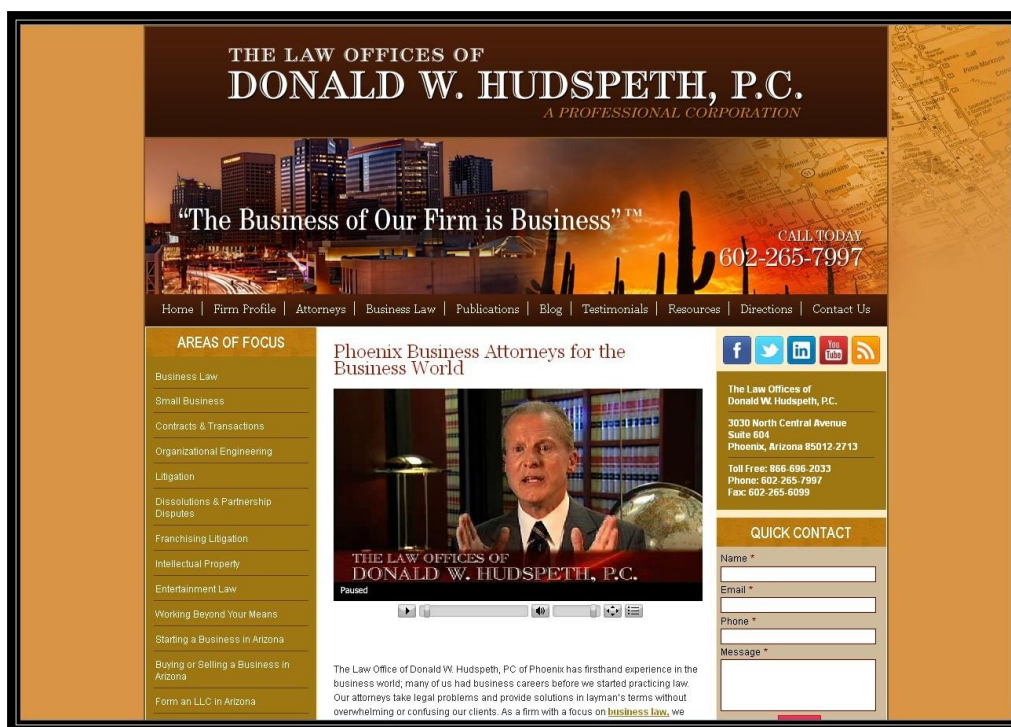 THE LAW OFFICES OF
DONALD W. HUDSPETH, P.C.
A PROFESSIONAL CORPORATION
“The Business of Our Firm is Business”™
CALL TODAY
602-265-7997
Home | Firm Profile | Attorneys | Business Law | Publications | Blog | Testimonials | Resources | Directions | Contact Us
AREAS OF FOCUS
Business Law
Small Business
Contracts & Transactions
Organizational Engineering
Litigation
Dissolutions & Partnership
Disputes
Franchising Litigation
Intellectual Property
Entertainment Law
Working Beyond Your Means
Starting a Business in Arizona
Buying or Selling a Business in
Arizona
Form an LLC in Arizona
Phoenix Business Attorneys for the
Business World
THE LAW OFFICES OF
DONALD W. HUDSPETH, P.C.
Paused
The Law Office of Donald W. Hudspeth, PC of Phoenix has firsthand experience in the
business world; many of us had business careers before we started practicing law.
Our attorneys take legal problems and provide solutions in layman's terms without
overwhelming or confusing our clients. As a firm with a focus on business law, we
You
Tube
The Law Offices of
Donald W. Hudspeth, P.C.
3030 North Central Avenue
Suite 604
Phoenix, Arizona 85012-2713
Toll Free: 866-696-2033
Phone: 602-265-7997
Fax: 602-265-6099
QUICK CONTACT
Name *
Email *
Phone *
Message *